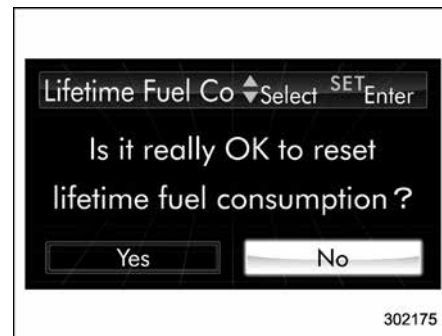 Lifetime Fuel Co Select SET Enter
Is it really OK to reset
lifetime fuel consumption?
Yes No
302175